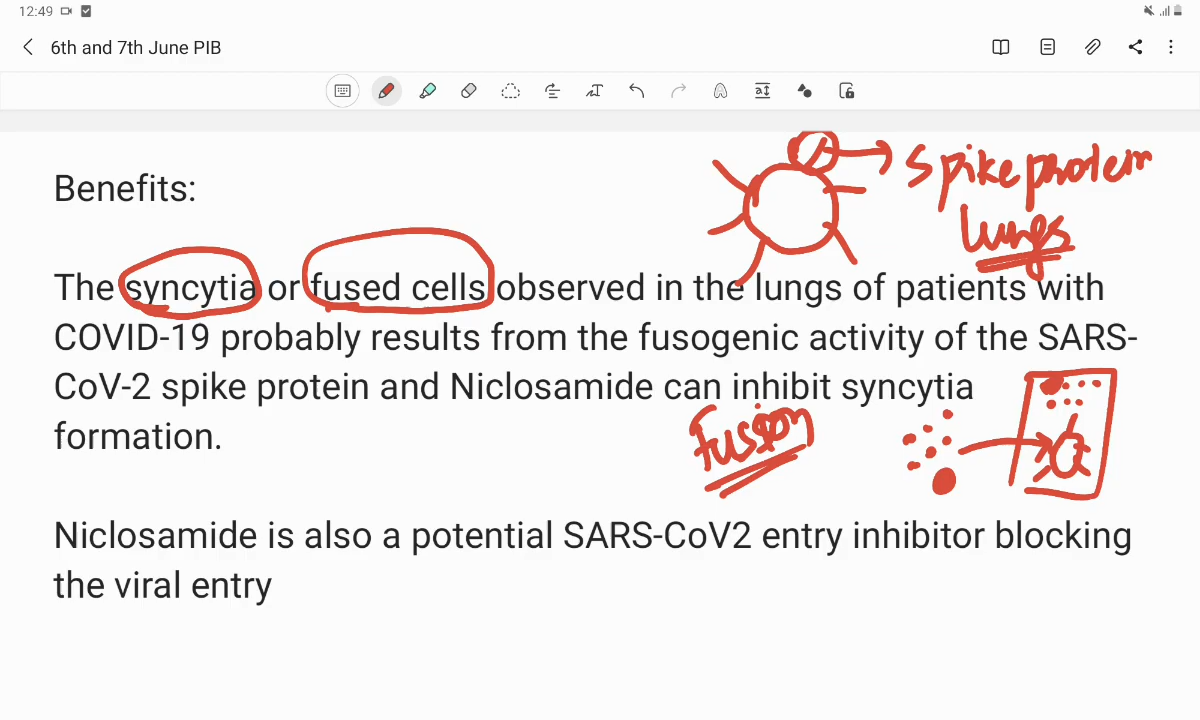 12:49
6th and 7th June PIB
Benefits:
spike protein
lungs
The syncytia or fused cells observed in the lungs of patients with
COVID-19 probably results from the fusogenic activity of the SARS-
CoV-2 spike protein and Niclosamide can inhibit syncytia
formation.
fussion
Niclosamide is also a potential SARS-CoV2 entry inhibitor blocking
the viral entry